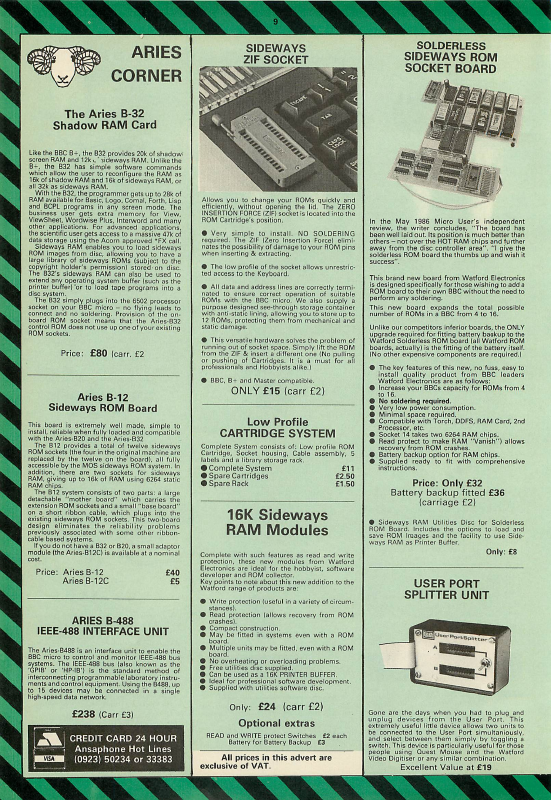 9
ARIES
CORNER
The Aries B-32
Shadow RAM Card
Like the BBC B+, the B32 provides 20k of shadow
screen RAM and 12k sideways RAM. Unlike the
B+, the B32 has simple software commands
which allow the user to reconfigure the RAM as
16k of shadow RAM and 16k of sideways RAM, or
all 32k as sideways RAM.
With the B32, the programmer gets up to 28k of
RAM available for Basic, Logo, Comal, Forth, Lisp
and BCPL programs in any screen mode. The
business user gets extra memory for View,
ViewSheet, Wordwise Plus, Interword and many
other applications. For advanced applications,
the scientific user gets access to a massive 47k of
data storage using the Acorn approved *FX call.
Sideways RAM enables you to load sideways
ROM images from disc, allowing you to have a
large library of sideways ROMs (subject to the
copyright holder's permission) stored on disc.
The B32's sideways RAM can also be used to
extend any operating system buffer (such as the
printer buffer) or to load tape programs into a
disc system.
The B32 simply plugs into the 6502 processor
socket on your BBC micro – no flying leads to
connect and no soldering. Provision of the on-
board ROM socket means that the Aries-B32
control ROM does not use up one of your existing
ROM sockets.
Price: £80 (carr. £2
Aries B-12
Sideways ROM Board
This board is extremely well made, simple to
install, reliable when fully loaded and compatible
with the Aries-B20 and the Aries-B32.
The B12 provides a total of twelve sideways
ROM sockets (the four in the original machine are
replaced by the twelve on the board), all fully
accessible by the MOS sideways ROM system. In
addition, there are two sockets for sideways
RAM, giving up to 16k of RAM using 6264 static
RAM chips.
The B12 system consists of two parts: a large
detachable "mother board" which carries the
extension ROM sockets and a small "base board"
on a short ribbon cable, which plugs into the
existing sideways ROM sockets. This two-board
design eliminates the reliability problems
previously associated with some other ribbon-
cable based systems.
If you do not have a B32 or B20, a small adaptor
module (the Aries-B12C) is available at a nominal
cost.
Price: Aries B-12 £40
Aries B-12C £5
ARIES B-488
IEEE-488 INTERFACE UNIT
The Aries-B488 is an interface unit to enable the
BBC micro to control and monitor IEEE-488 bus
systems. The IEEE-488 bus (also known as the
'GPIB' or 'HP-IB') is the standard method of
interconnecting programmable laboratory instru-
ments and control equipment. Using the B488, up
to 15 devices may be connected in a single
high-speed data network.
£238 (Carr £3)
VISA
CREDIT CARD 24 HOUR
Ansaphone Hot Lines
(0923) 50234 or 33383
SIDEWAYS
ZIF SOCKET
ESCAPE
TAB
CAPS LOCK
Allows you to change your ROMs quickly and
efficiently, without opening the lid. The ZERO
INSERTION FORCE (ZIF) socket is located into the
ROM Cartridge's position.
● Very simple to install. NO SOLDERING
required. The ZIF (Zero Insertion Force) elimi-
nates the possibility of damage to your ROM pins
when inserting & extracting.
● The low profile of the socket allows unrestric-
ted access to the Keyboard.
● All data and address lines are correctly termi-
nated to ensure correct operation of suitable
ROMs with the BBC micro. We also supply a
purpose designed see-through storage container
with anti-static lining, allowing you to store up to
12 ROMs, protecting them from mechanical and
static damage.
● This versatile hardware solves the problem of
running out of socket space. Simply lift the ROM
from the ZIF & insert a different one (No pulling
or pushing of Cartridges. It is a must for all
professionals and Hobbyists alike.)
● BBC, B+ and Master compatible.
ONLY £15 (carr £2)
Low Profile
CARTRIDGE SYSTEM
Complete System consists of; Low profile ROM
Cartridge, Socket housing, Cable assembly, 5
labels and a library storage rack.
● Complete System £11
● Spare Cartridges £2.50
● Spare Rack £1.50
16K Sideways
RAM Modules
Complete with such features as read and write
protection, these new modules from Watford
Electronics are ideal for the hobbyist, software
developer and ROM collector.
Key points to note about this new addition to the
Watford range of products are:
● Write protection (useful in a variety of circum-
stances).
● Read protection (allows recovery from ROM
crashes).
● Compact construction.
● May be fitted in systems even with a ROM
board.
● Multiple units may be fitted, even with a ROM
board.
● No overheating or overloading problems.
● Free utilities disc supplied.
● Can be used as a 16K PRINTER BUFFER.
● Ideal for professional software development.
● Supplied with utilities software disc.
Only: £24 (carr £2)
Optional extras
READ and WRITE protect Switches £2 each
Battery for Battery Backup £3
All prices in this advert are
exclusive of VAT.
SOLDERLESS
SIDEWAYS ROM
SOCKET BOARD
In the May 1986 Micro User's independent
review, the writer concludes, "The board has
been well laid out. Its position is much better than
others – not over the HOT RAM chips and further
away from the disc controller area". "I give the
solderless ROM board the thumbs up and wish it
success".
This brand new board from Watford Electronics
is designed specifically for those wishing to add a
ROM board to their own BBC without the need to
perform any soldering.
This new board expands the total possible
number of ROMs in a BBC from 4 to 16.
Unlike our competitors inferior boards, the ONLY
upgrade required for fitting battery backup to the
Watford Solderless ROM board (all Watford ROM
boards, actually) is the fitting of the battery itself.
(No other expensive components are required.)
● The key features of this new, no fuss, easy to
install quality product from BBC leaders
Watford Electronics are as follows:
● Increase your BBCs capacity for ROMs from 4
to 16.
● No soldering required.
● Very low power consumption.
● Minimal space required.
● Compatible with Torch, DDFS, RAM Card, 2nd
Processor, etc.
● Socket 14 takes two 6264 RAM chips.
● Read protect to make RAM "Vanish") allows
recovery from ROM crashes.
● Battery backup option for RAM chips.
● Supplied ready to fit with comprehensive
instructions.
Price: Only £32
Battery backup fitted £36
(carriage £2)
● Sideways RAM Utilities Disc for Solderless
ROM Board. Includes the options to load and
save ROM Images and the facility to use Side-
ways RAM as Printer Buffer.
Only: £8
USER PORT
SPLITTER UNIT
User Port Splitter
A
B
Gone are the days when you had to plug and
unplug devices from the User Port. This
extremely useful little device allows two units to
be connected to the User Port simultaniously,
and select between them simply by toggling a
switch. This device is particularly useful for those
people using Quest Mouse and the Watford
Video Digitiser or any similar combination.
Excellent Value at £19